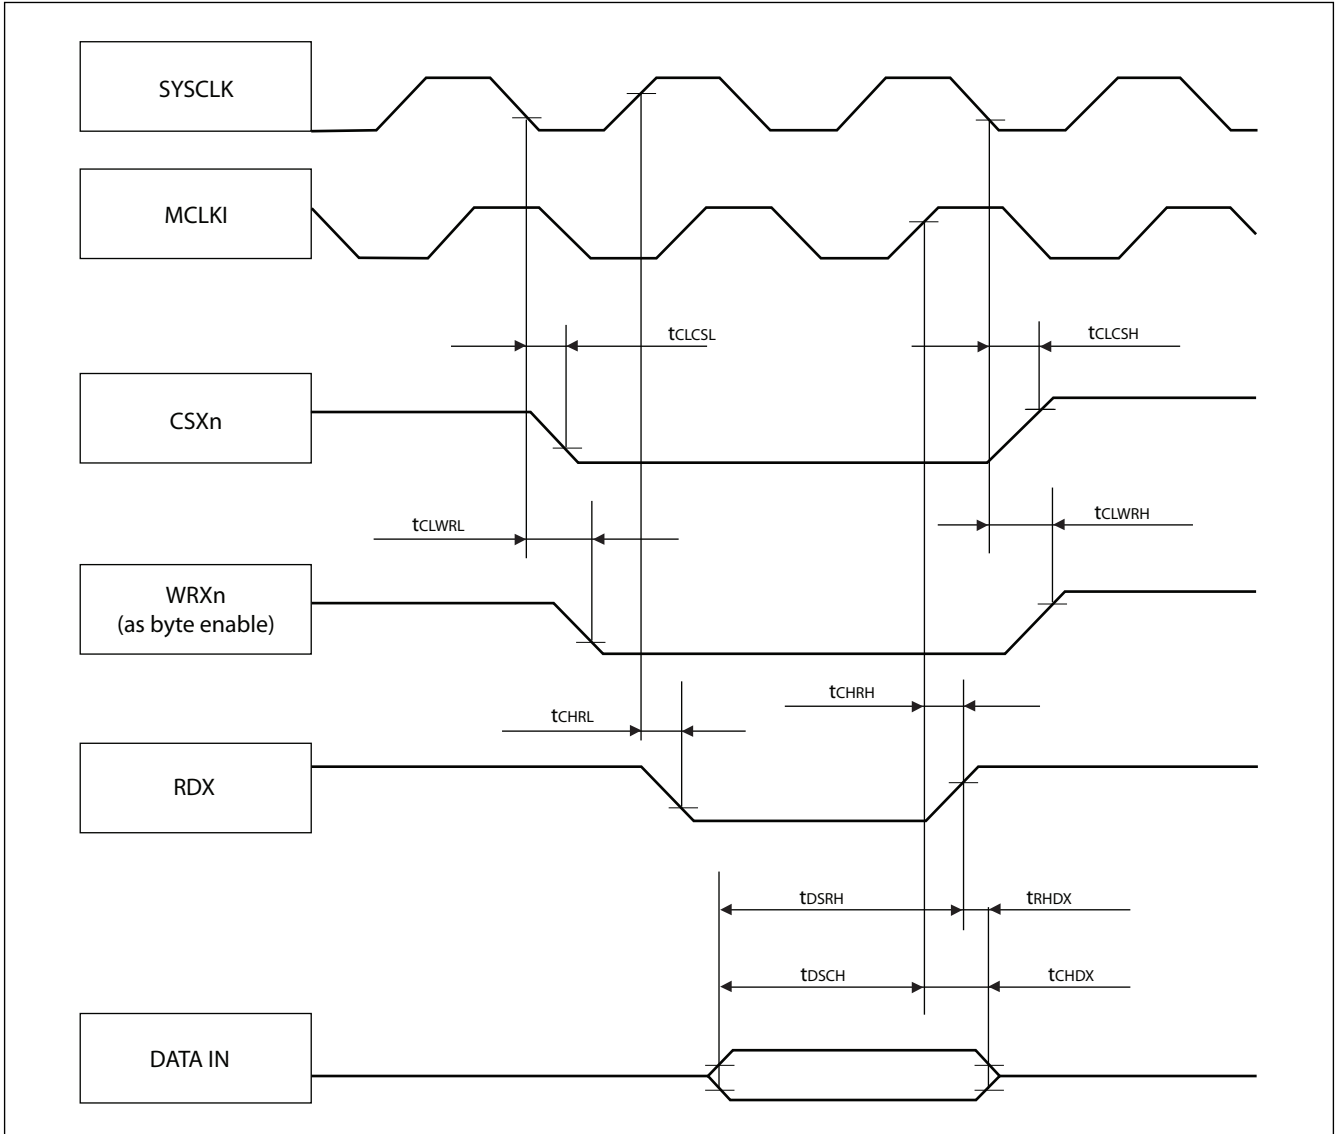 SYSCLK
MCLKI
tCLCSL
tCLCSH
CSXn
tCLWRL
tCLWRH
WRXn
(as byte enable)
tCHRH
tCHRL
RDX
tDSRH
tRHDX
tDSCH
tCHDX
DATA IN